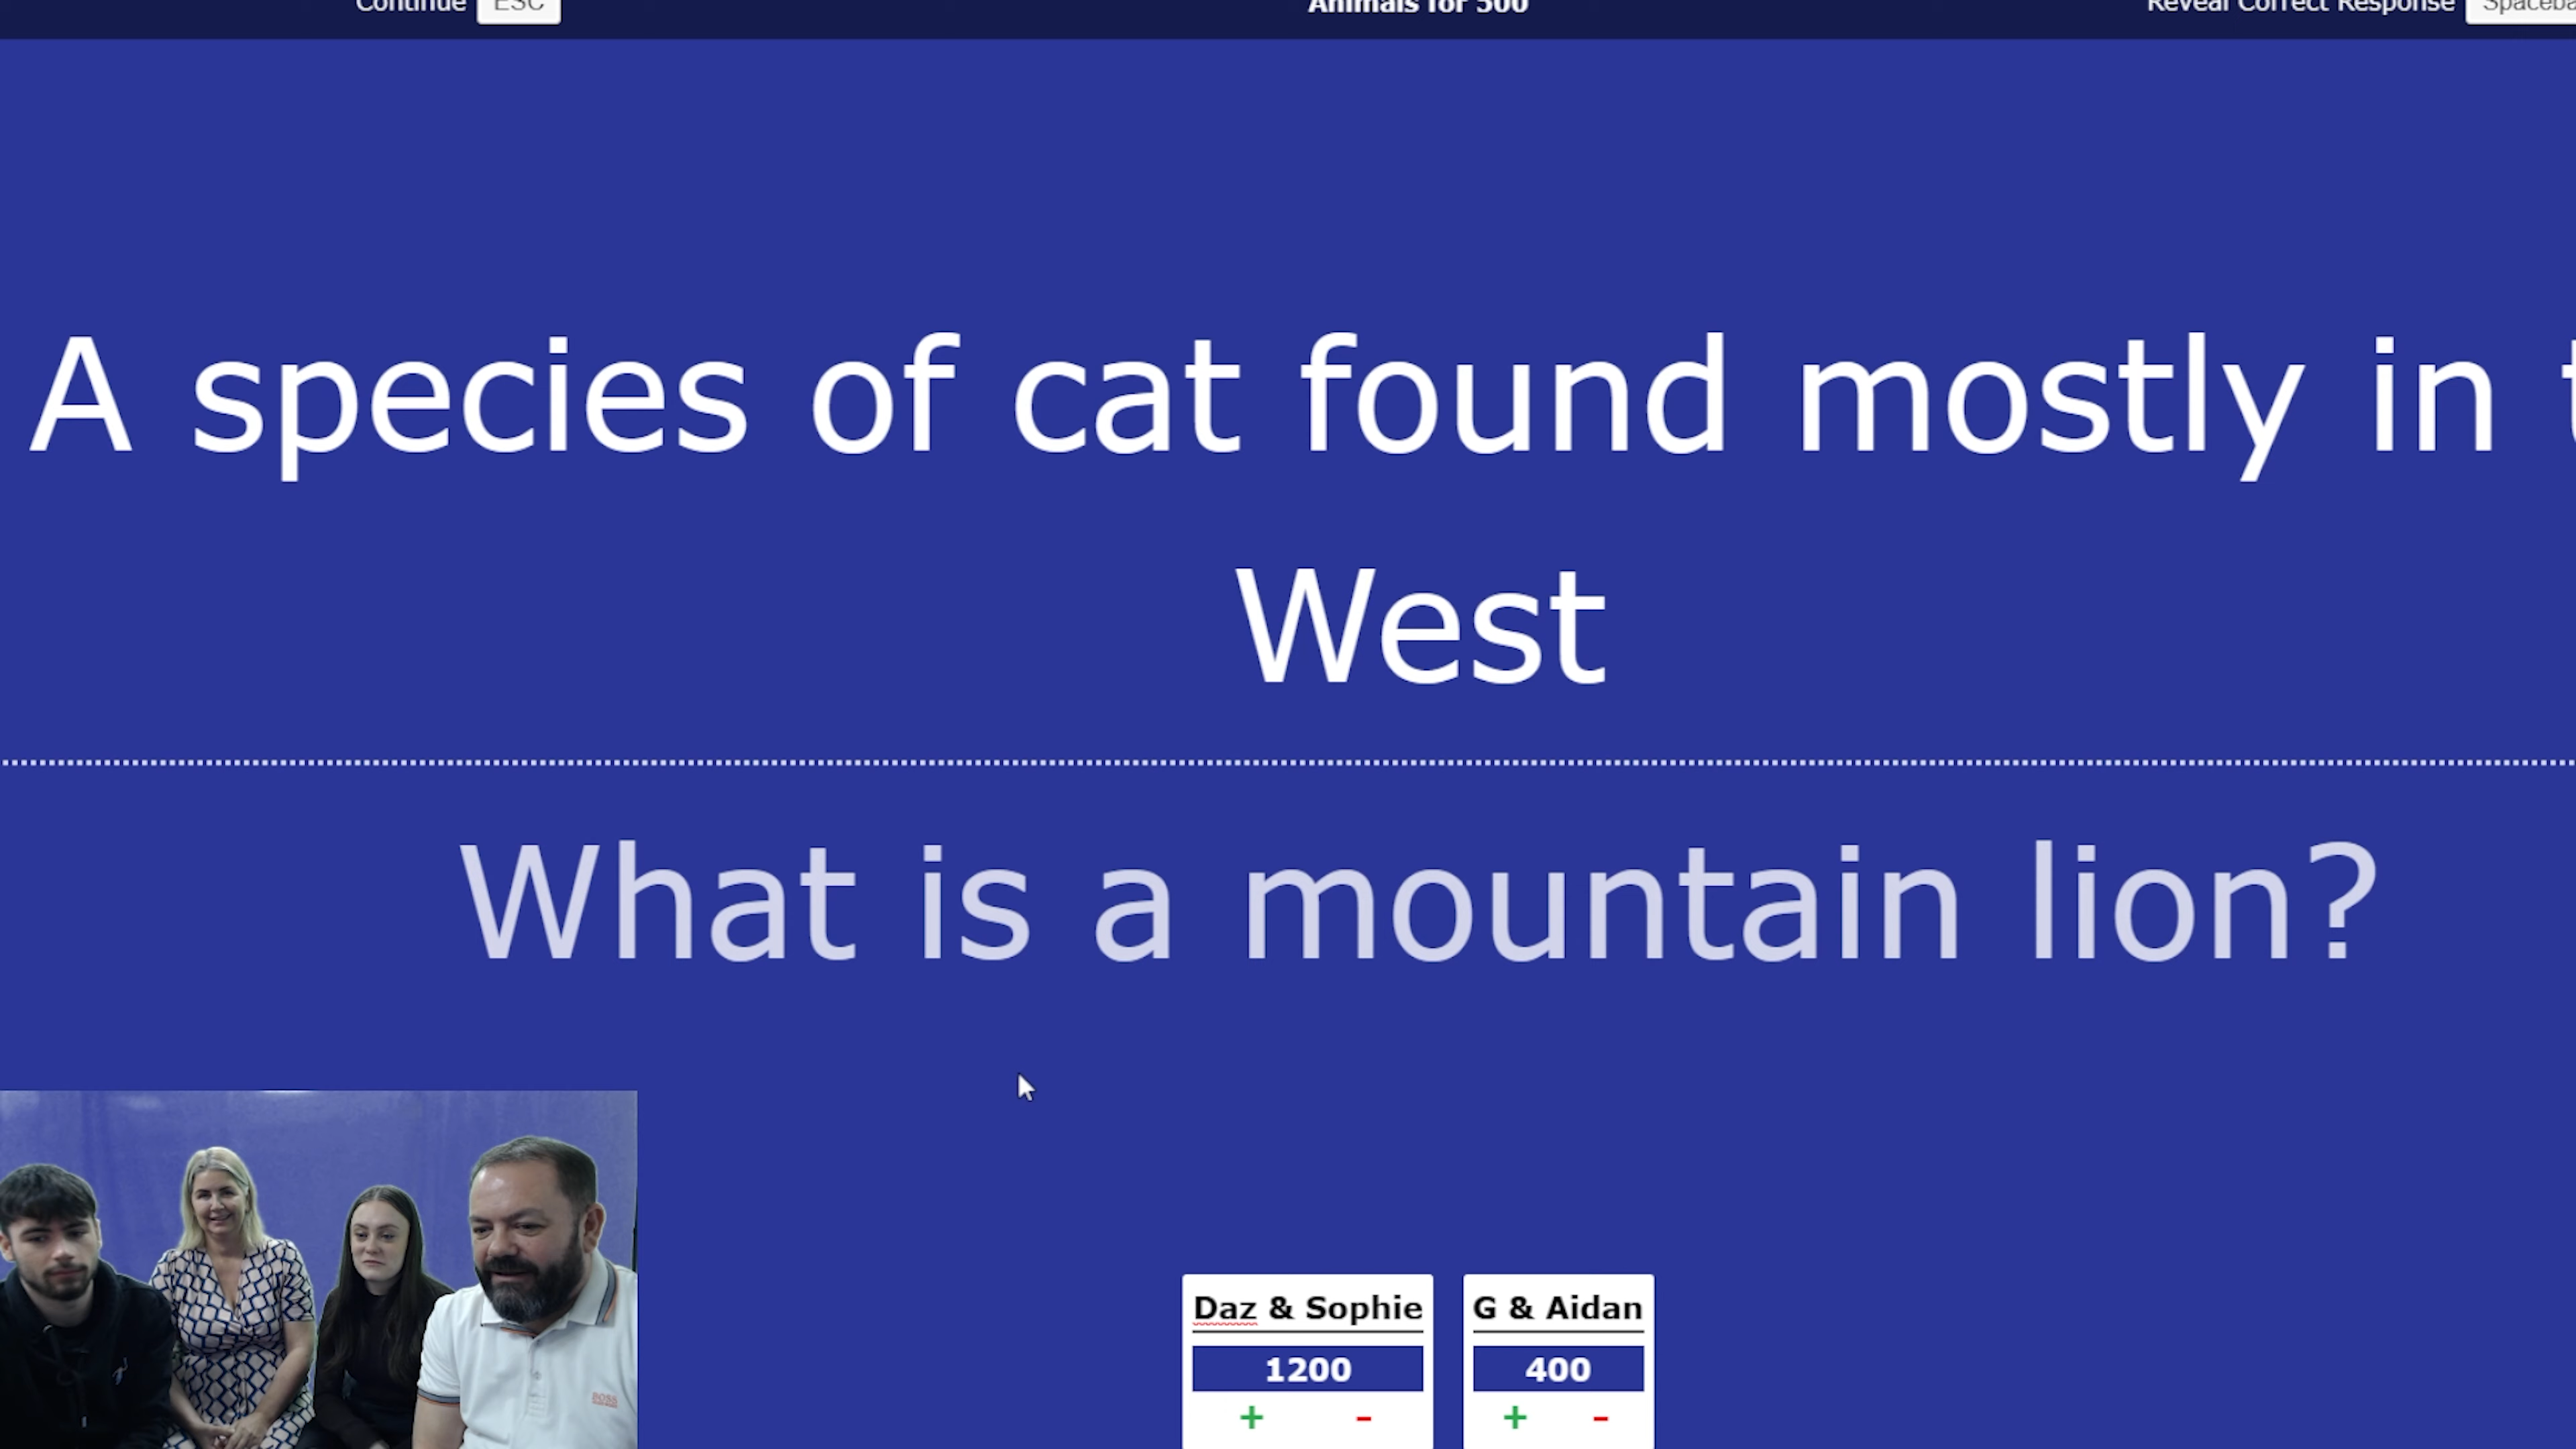 Continue ESC
Animals for 500
Reveal Correct Response
A species of cat found mostly in
West
What is a mountain lion?
Daz & Sophie
G & Aidan
1200
400
+ -
+ -
BOSS